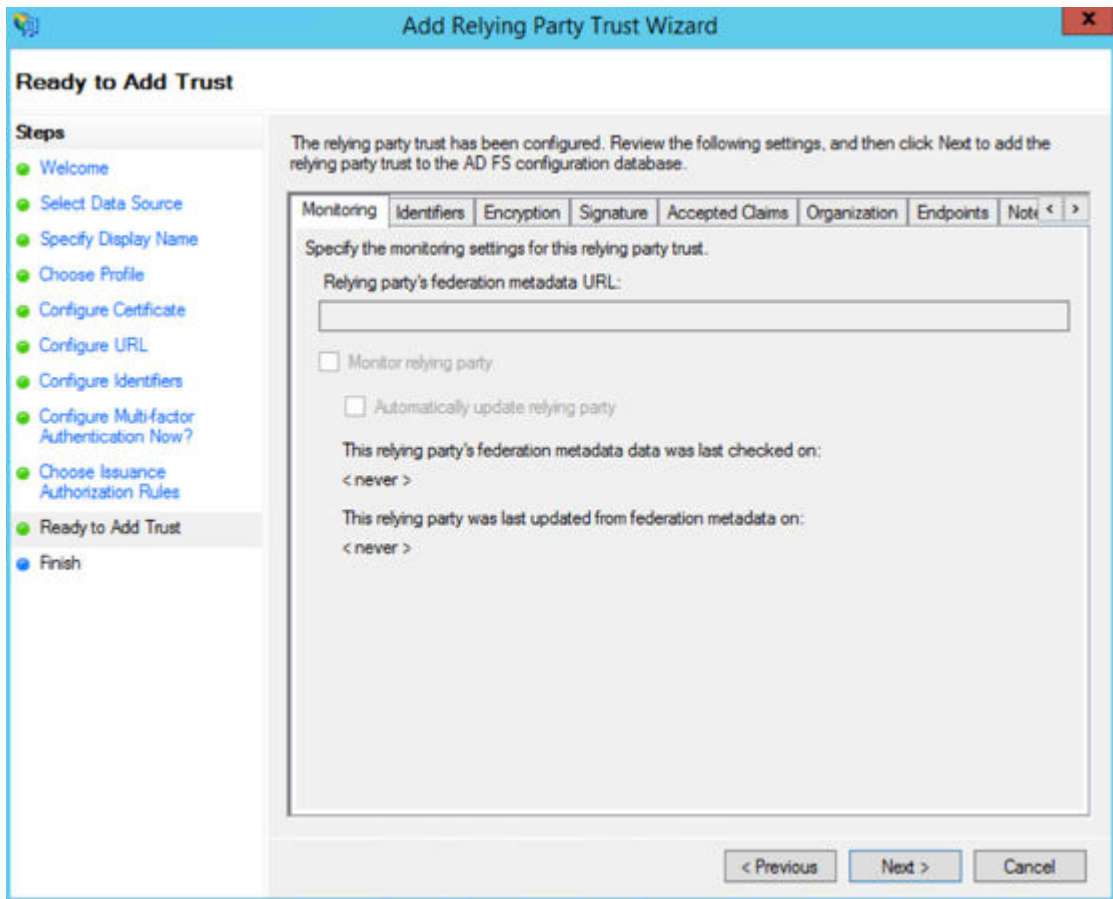 Add Relying Party Trust Wizard
x
Ready to Add Trust
Steps
Welcome
Select Data Source
Specify Display Name
Choose Profile
Configure Certificate
Configure URL
Configure Identifiers
Configure Multi-factor
Authentication Now?
Choose Issuance
Authorization Rules
Ready to Add Trust
Finish
The relying party trust has been configured. Review the following settings, and then click Next to add the
relying party trust to the AD FS configuration database.
Monitoring Identifiers Encryption Signature Accepted Claims Organization Endpoints Note < >
Specify the monitoring settings for this relying party trust.
Relying party's federation metadata URL:
Monitor relying party
Automatically update relying party
This relying party's federation metadata data was last checked on:
< never >
This relying party was last updated from federation metadata on:
< never >
< Previous Next > Cancel